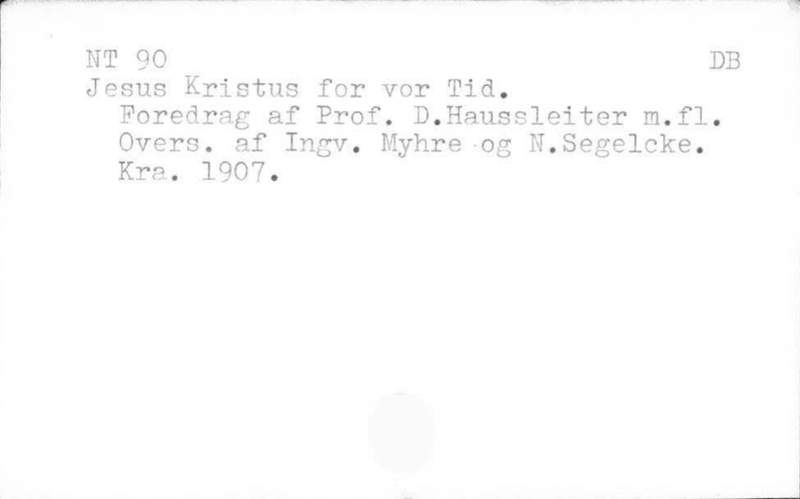 NT 90 DB
Jesus Kristus for vor Tid.
Foredrag af Prof. D.Haussleiter m.fl.
Overs. af Ingv. Myhre og N.Segelcke.
Kra. 1907.